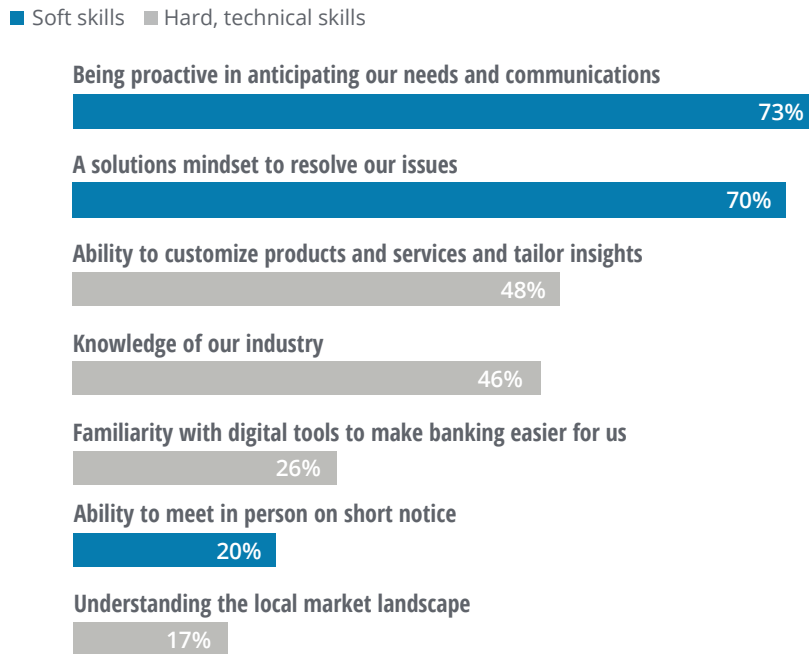 Soft skills Hard, technical skills
Being proactive in anticipating our needs and communications
73%
A solutions mindset to resolve our issues
70%
Ability to customize products and services and tailor insights
48%
Knowledge of our industry
46%
Familiarity with digital tools to make banking easier for us
26%
Ability to meet in person on short notice
20%
Understanding the local market landscape
17%